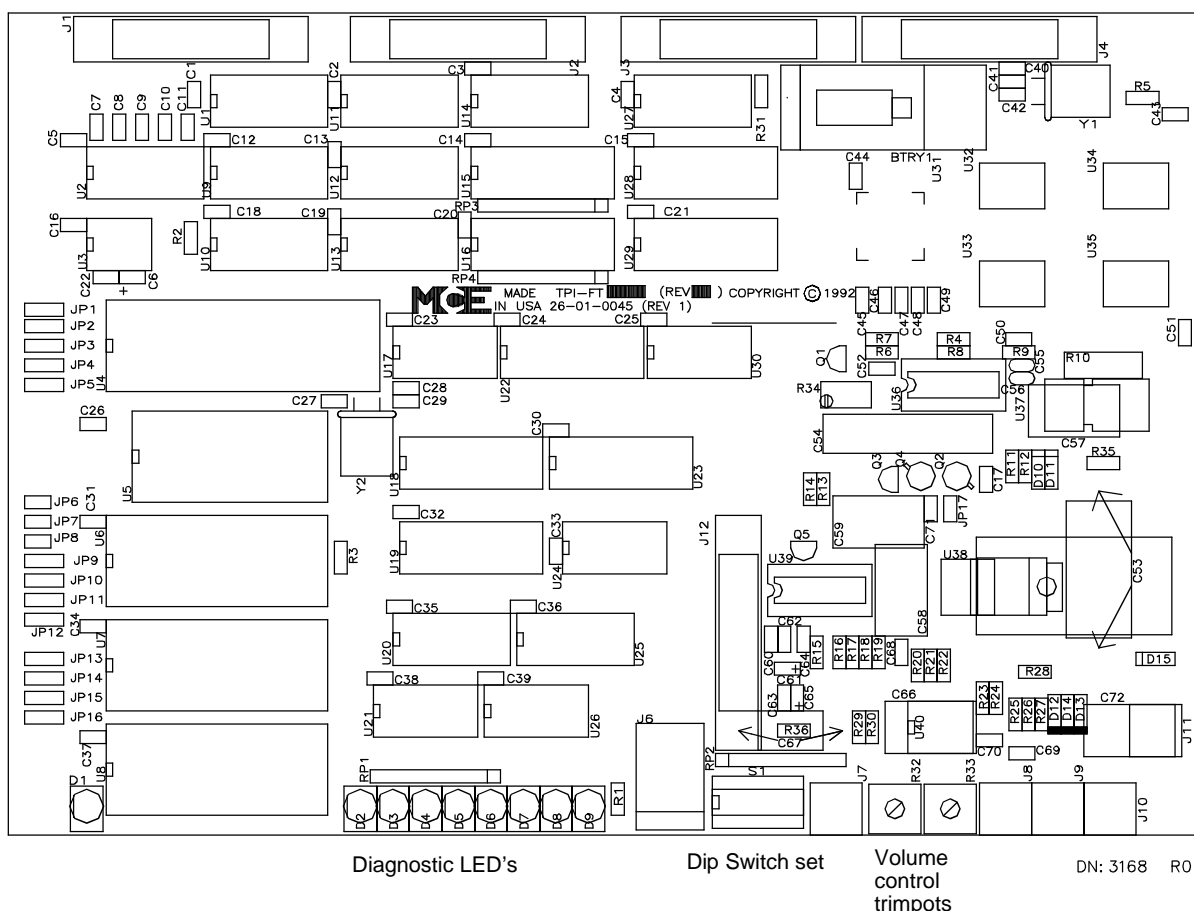 J1
J2
J3
J4
C1
C2
C3
C4
C41
C40
C42
R5
C43
Y1
C7
C8
C9
C10
C11
U1
U11
U14
U27
R31
BTRY1
C5
C12
C13
C14
C15
C44
U31
U32
U34
U2
U9
U12
U15
U28
RP3
C16
C18
C19
C20
C21
U3
R2
U10
U13
U16
U29
U33
U35
C22
C6
+
RP4
MCE MADE TPI-FT (REV ) COPYRIGHT © 1992
IN USA 26-01-0045 (REV 1)
C45
C46
C47
C48
C49
JP1
JP2
JP3
JP4
JP5
U4
C23
C24
C25
U17
U22
U30
Q1
R7
R6
R4
R8
C50
R9
C51
C52
C55
R10
C26
C27
C28
C29
R34
U36
C56
U37
C57
C30
C54
U5
Y2
U18
U23
Q3
Q4
Q2
C17
R11
R12
D10
D11
R35
R14
R13
JP6
JP7
JP8
JP9
JP10
JP11
JP12
C31
U6
R3
C32
C33
U19
U24
J12
C59
C71
JP17
Q5
U39
U38
C53
C58
C34
U7
C35
C36
U20
U25
C62
C60
C64
+
R15
R16
R17
R18
R19
C68
R20
R21
R22
D15
JP13
JP14
JP15
JP16
C38
C39
U21
U26
C61
C63
C65
+
R28
R23
R24
C66
U40
R25
R26
R27
D12
D13
C72
J11
C37
U8
J6
R36
C67
R29
R30
C70
C69
D1
RP1
RP2
S1
J7
R32
R33
J8
J9
J10
D2
D3
D4
D5
D6
D7
D8
D9
R1
Diagnostic LED's
Dip Switch set
Volume
control
trimpots
DN: 3168 R0